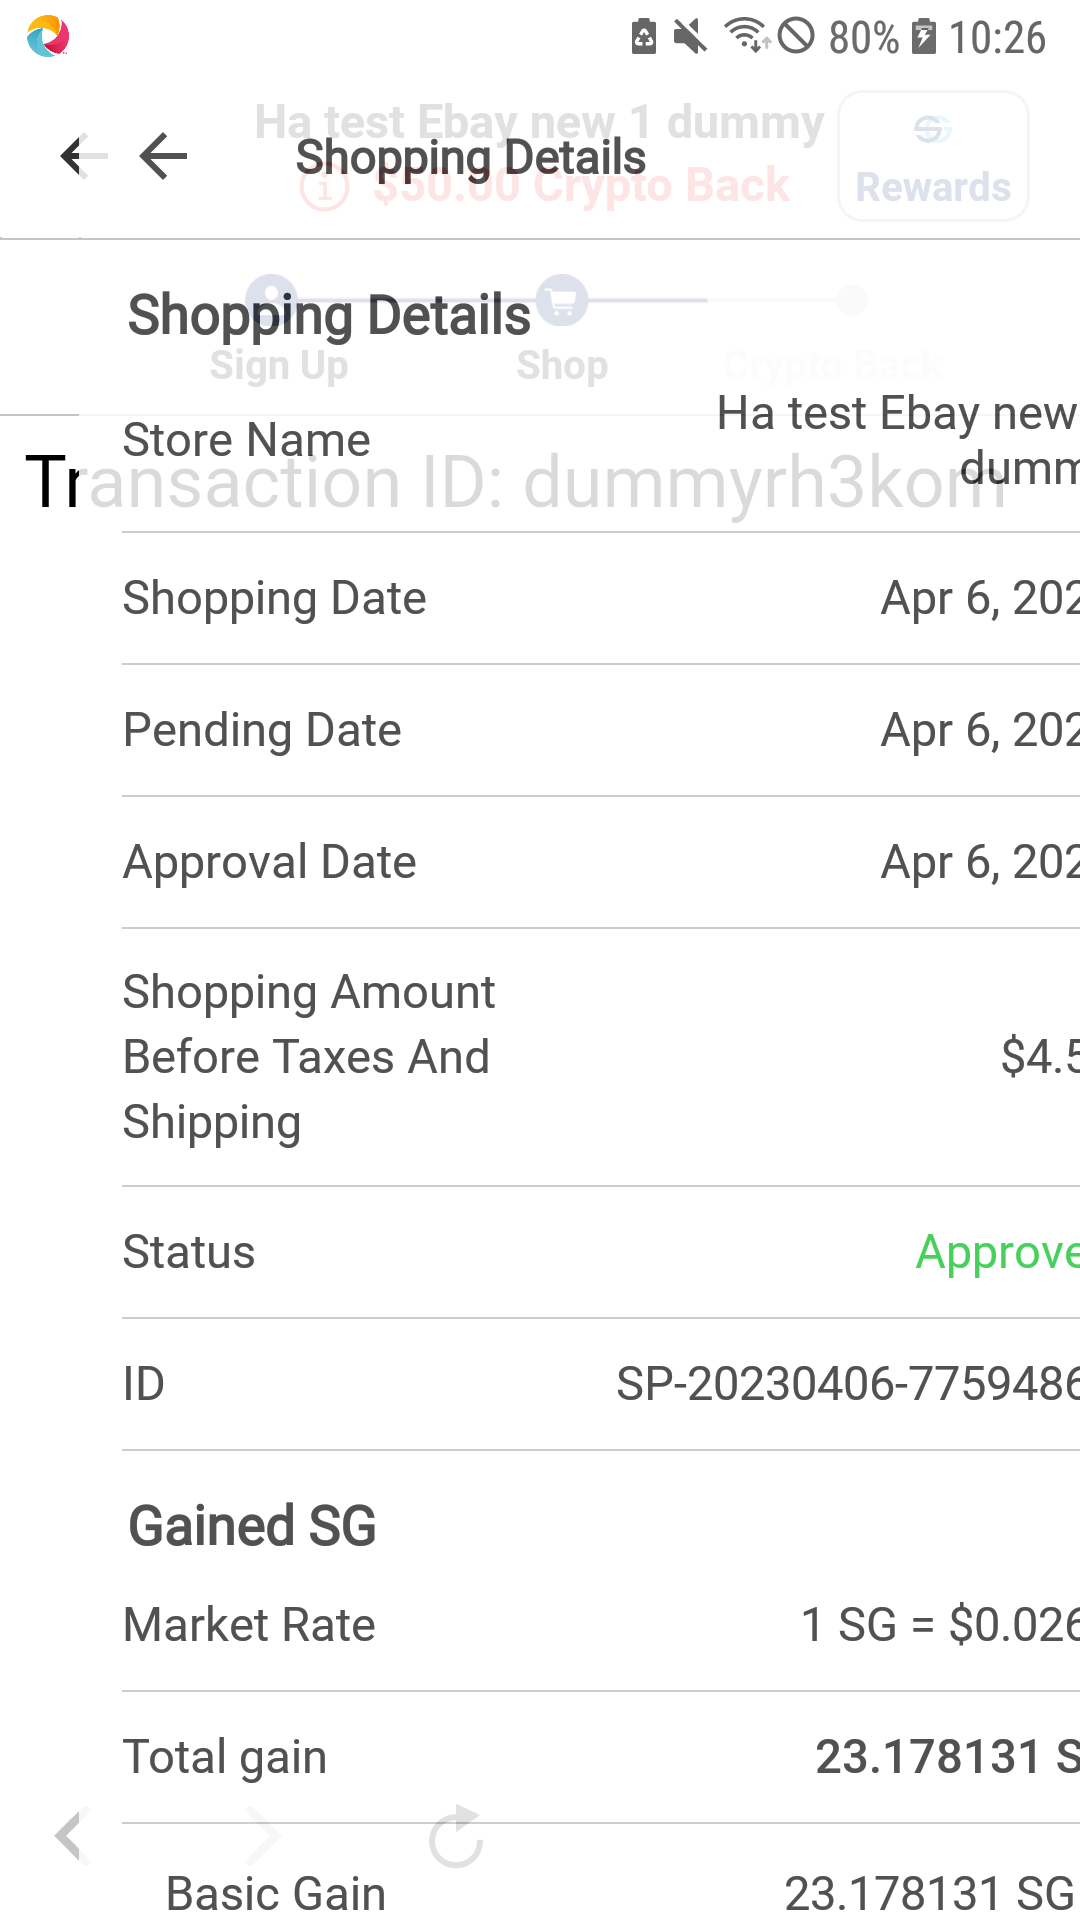 80% 10:26
Ha test Ebay new 1 dummy
Shopping Details
$50.00 Crypto Back
Rewards
Shopping Details
Sign Up
Shop
Crypto Back
Store Name
Ha test Ebay new
dumm
Transaction ID: dummyrh3kom
Shopping Date
Apr 6, 202
Pending Date
Apr 6, 202
Approval Date
Apr 6, 202
Shopping Amount
Before Taxes And
Shipping
$4.5
Status
Approve
ID
SP-20230406-7759486
Gained SG
Market Rate
1 SG = $0.026
Total gain
23.178131 S
Basic Gain
23.178131 SG